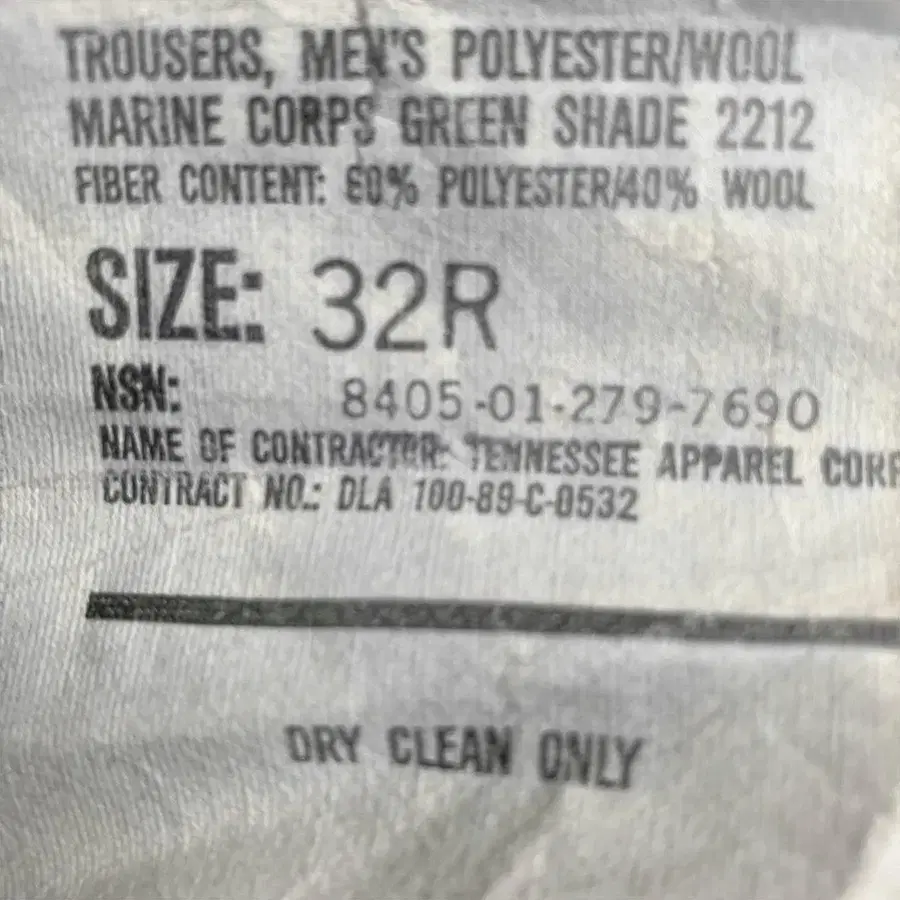 TROUSERS, MEN'S POLYESTER/WOOL
MARINE CORPS GREEN SHADE 2212
FIBER CONTENT: 60% POLYESTER/40% WOOL
SIZE: 32R
NSN: 8405-01-279-7690
NAME OF CONTRACTOR: TENNESSEE APPAREL CORP
CONTRACT NO.: DLA 100-89-C-0532
DRY CLEAN ONLY